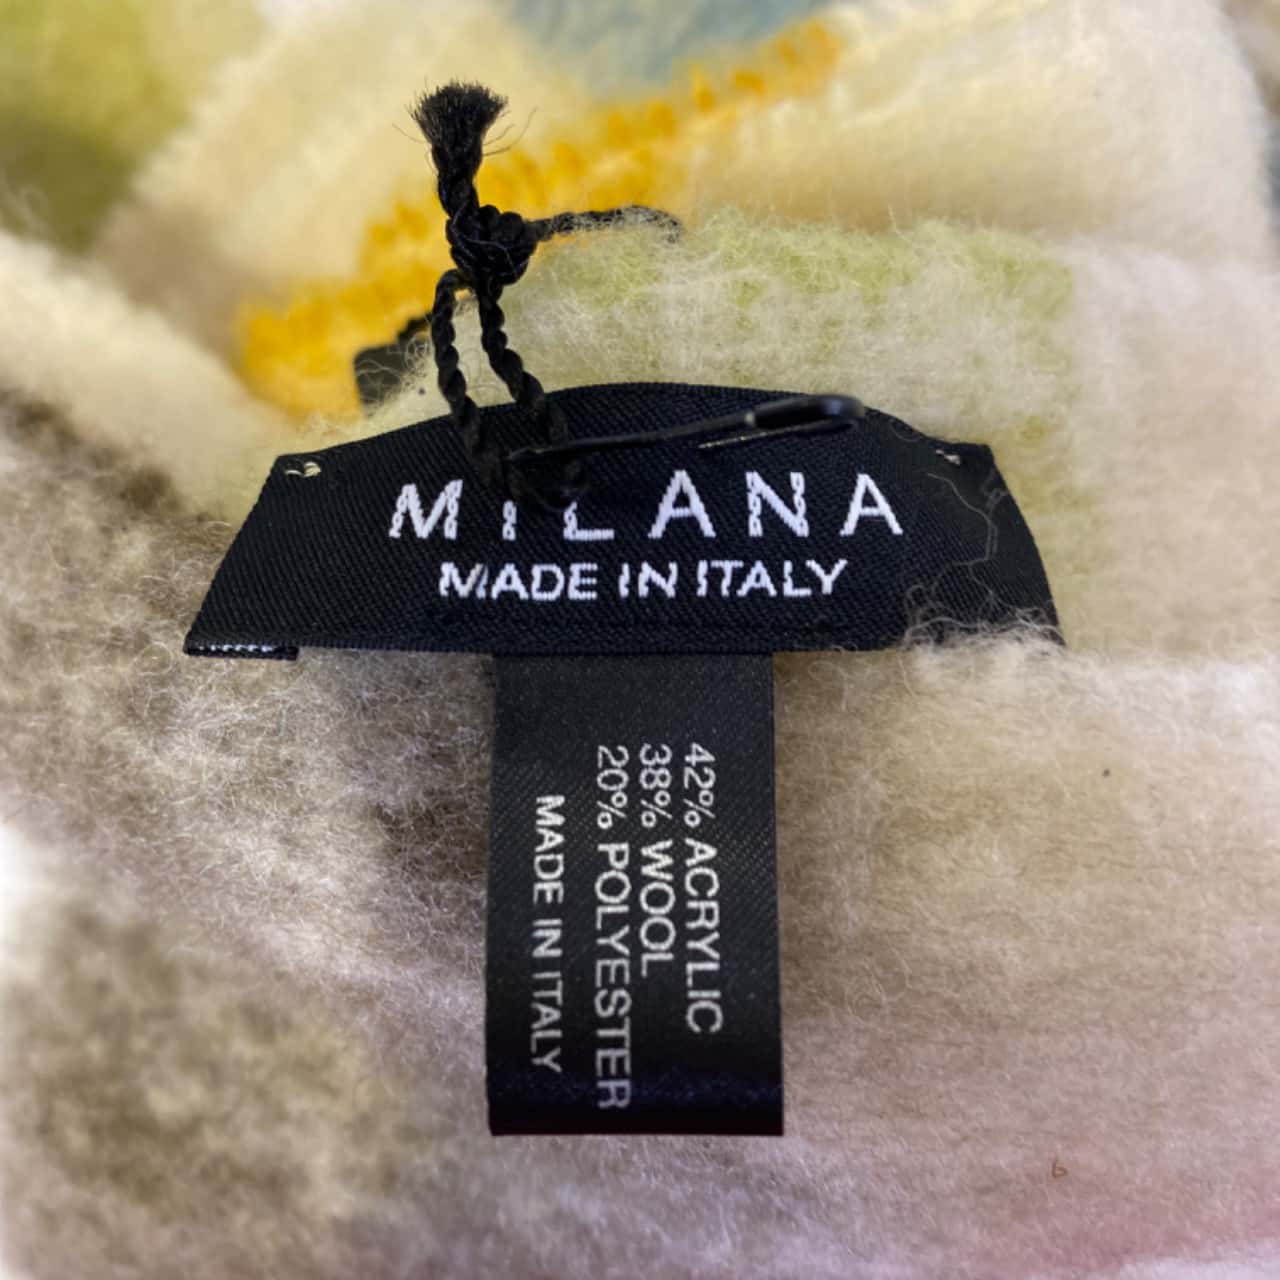 MILANA
MADE IN ITALY
42% ACRYLIC
38% WOOL
20% POLYESTER
MADE IN ITALY